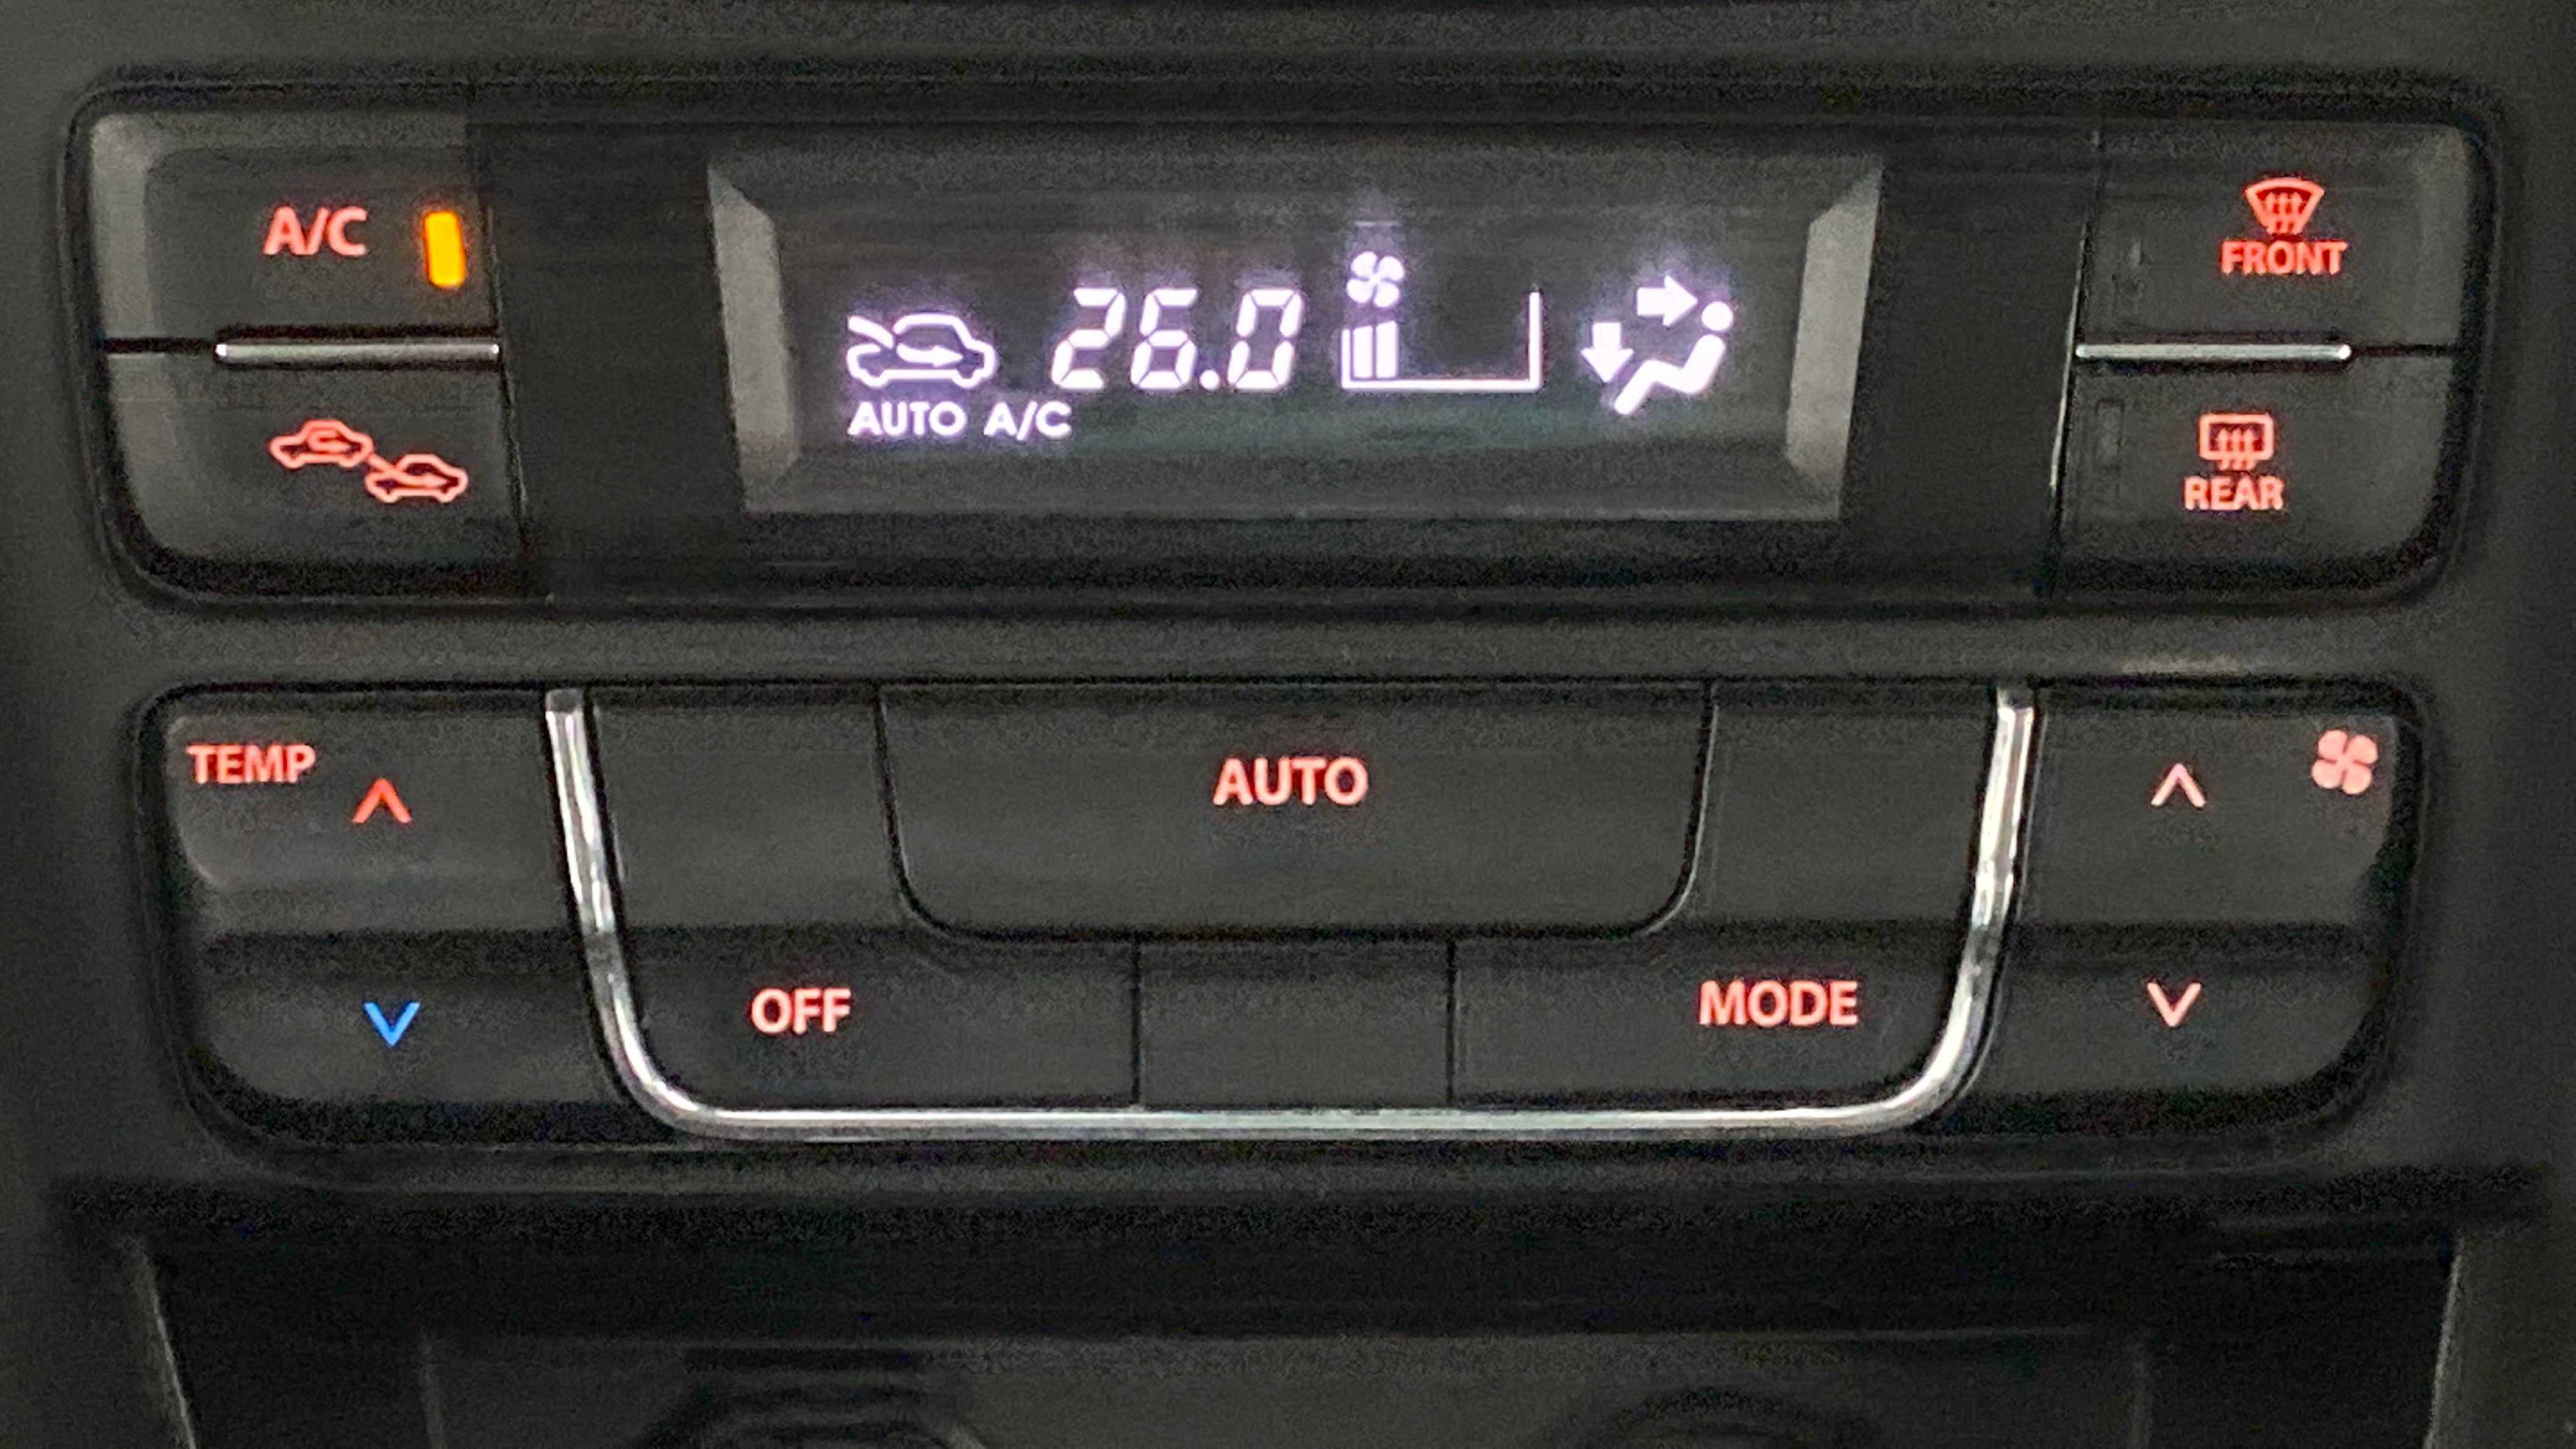 A/C
26.0
AUTO A/C
FRONT
REAR
TEMP
AUTO
OFF
MODE